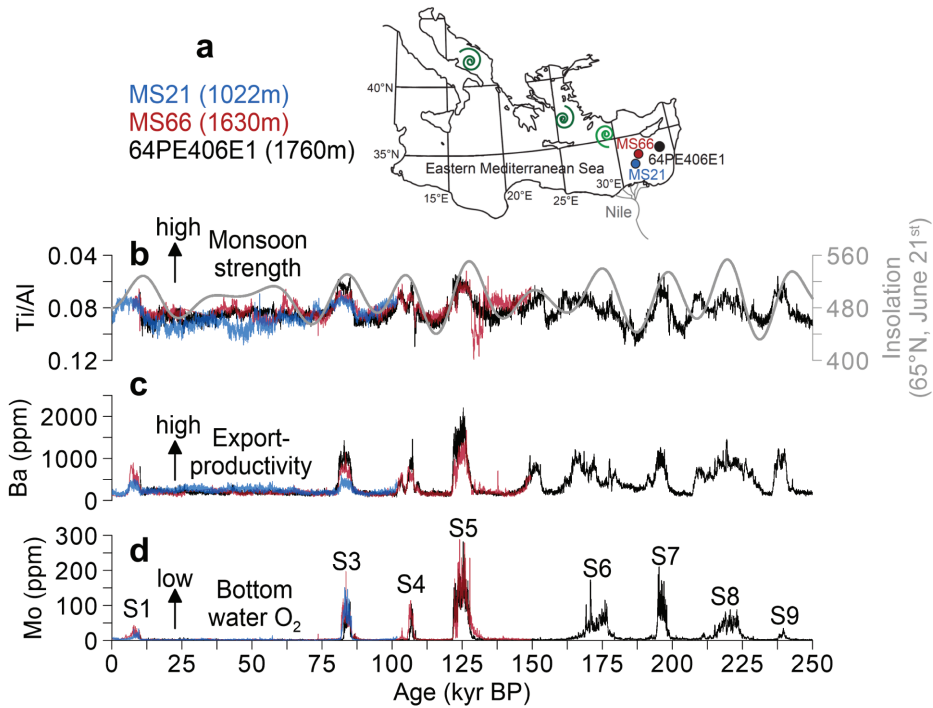 a
MS21 (1022m)
MS66 (1630m)
64PE406E1 (1760m)
40°N
35°N
MS66
64PE406E1
Eastern Mediterranean Sea
MS21
30°E
15°E
20°E
25°E
Nile
b
high
Monsoon
strength
0.04
0.08
0.12
Ti/Al
560
480
400
Insolation
(65°N, June 21st)
c
high
Export-
productivity
2000
1000
0
Ba (ppm)
d
low
Bottom
water O₂
300
200
100
0
Mo (ppm)
S1
S3
S4
S5
S6
S7
S8
S9
0 25 50 75 100 125 150 175 200 225 250
Age (kyr BP)